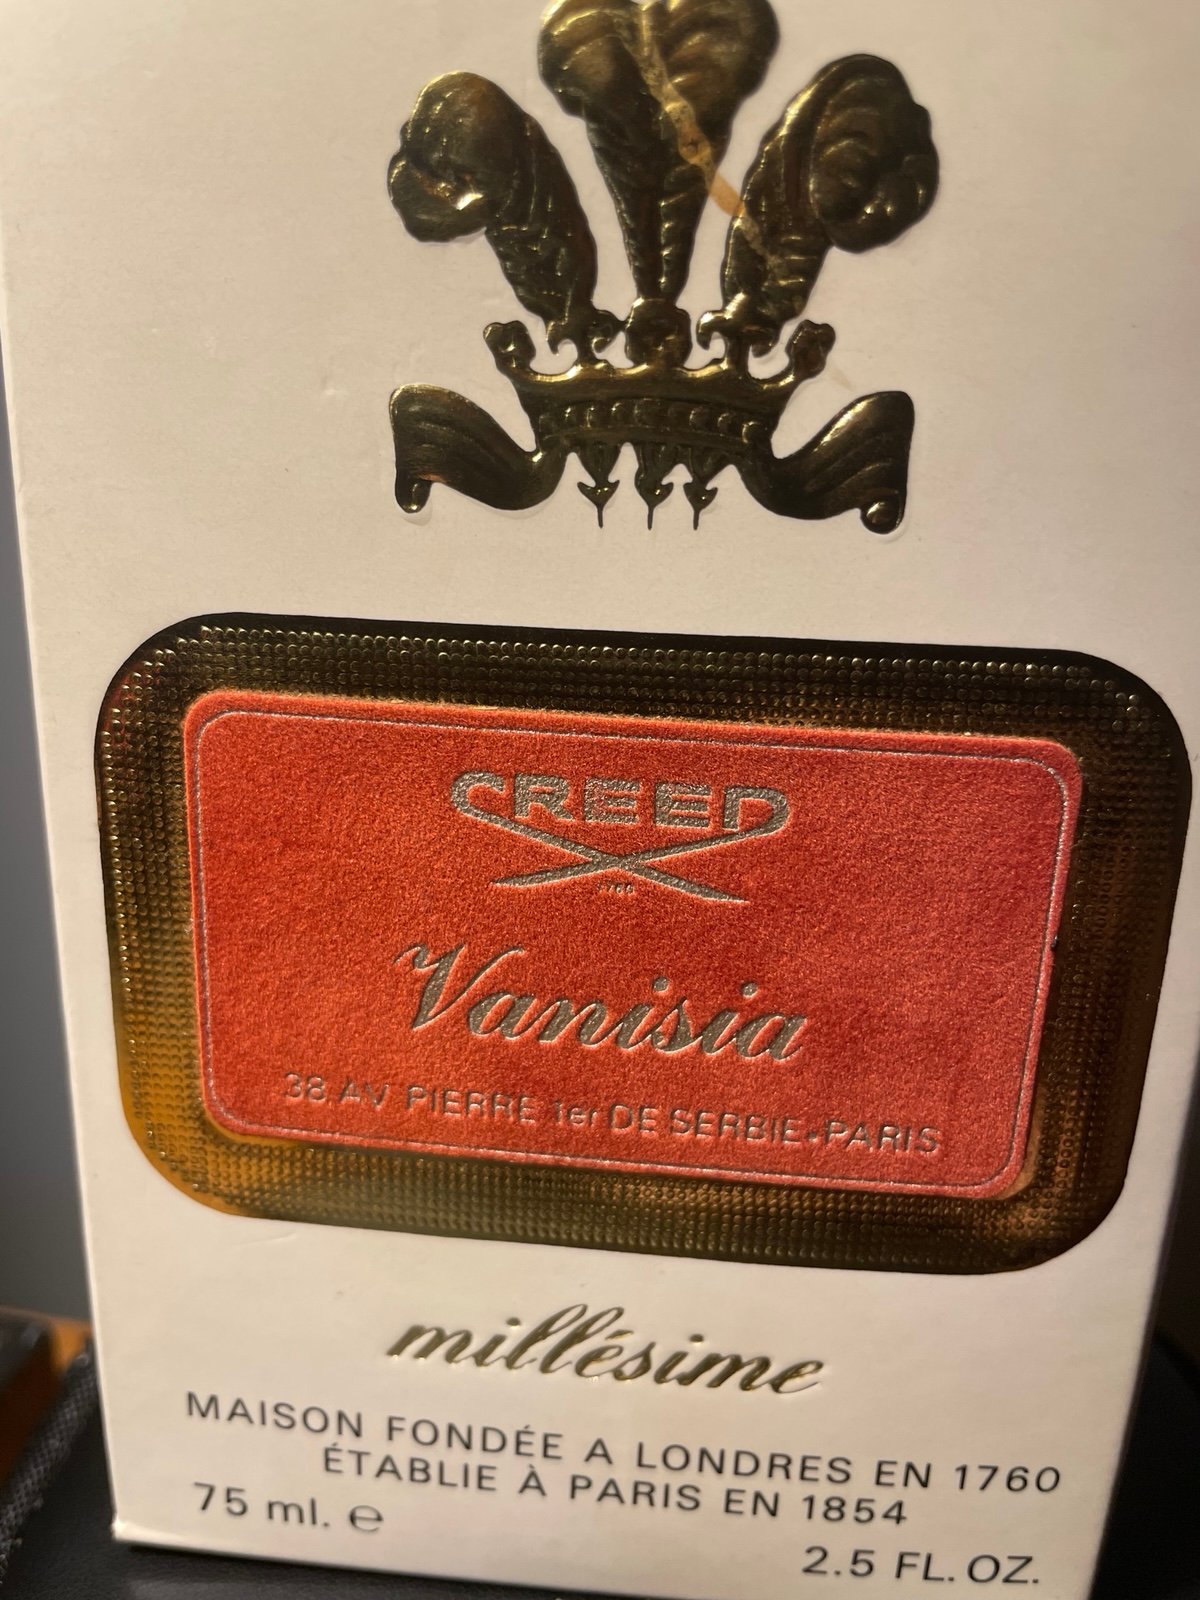 CREED
1760
Vanisia
38, AV PIERRE 1er DE SERBIE-PARIS
millésime
MAISON FONDÉE A LONDRES EN 1760
ÉTABLIE À PARIS EN 1854
75 ml. ℮
2.5 FL. OZ.